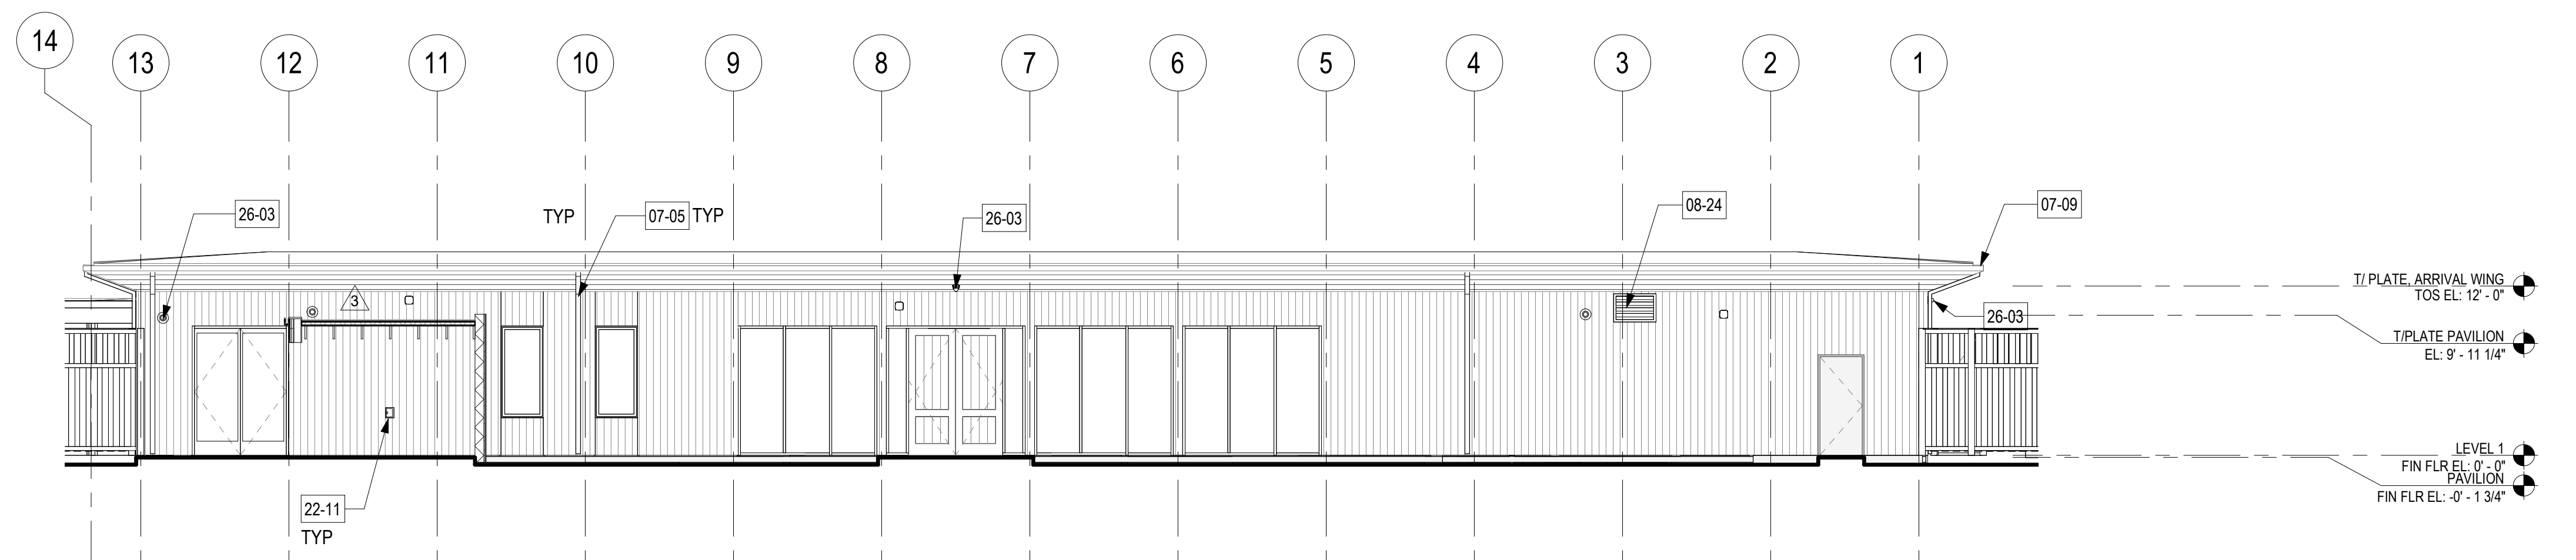 14
13
12
11
10
9
8
7
6
5
4
3
2
1
26-03
TYP
07-05 TYP
26-03
08-24
07-09
3
26-03
T/ PLATE, ARRIVAL WING
TOS EL: 12' - 0"
T/PLATE PAVILION
EL: 9' - 11 1/4"
LEVEL 1
FIN FLR EL: 0' - 0"
PAVILION
FIN FLR EL: -0' - 1 3/4"
22-11
TYP